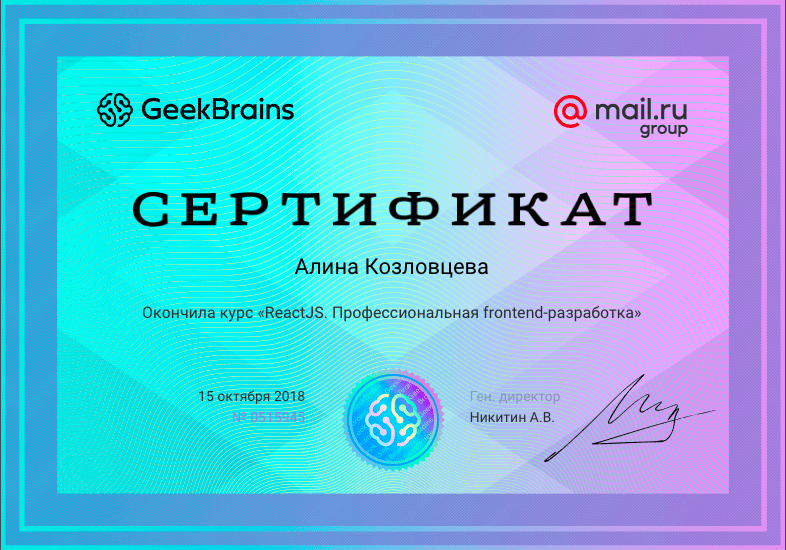 GeekBrains
@ mail.ru
group
СЕРТИФИКАТ
Алина Козловцева
Окончила курс «ReactJS. Профессиональная frontend-разработка»
15 октября 2018
№ 0515943
Ген. директор
Никитин А.В.